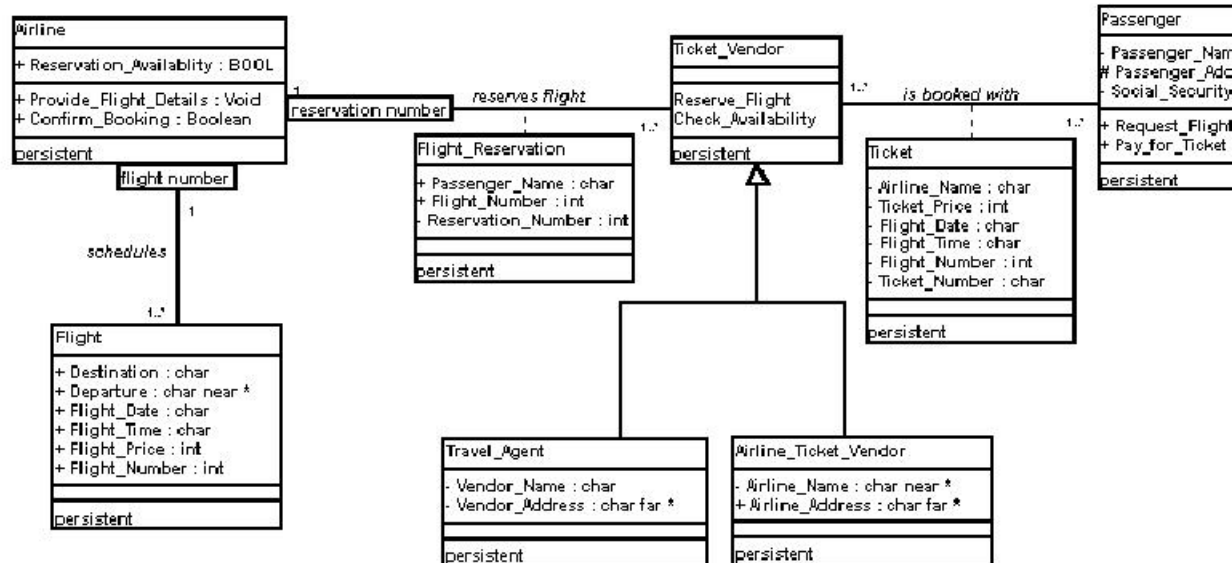 Airline
+ Reservation_Availablity : BOOL
+ Provide_Flight_Details : Void
+ Confirm_Booking : Boolean
persistent
reservation number
1
reserves flight
1..*
flight number
1
schedules
1..*
Flight
+ Destination : char
+ Departure : char near *
+ Flight_Date : char
+ Flight_Time : char
+ Flight_Price : int
+ Flight_Number : int
persistent
Flight_Reservation
+ Passenger_Name : char
+ Flight_Number : int
- Reservation_Number : int
persistent
Ticket_Vendor
Reserve_Flight
Check_Availability
persistent
1..*
is booked with
1..*
Ticket
- Airline_Name : char
- Ticket_Price : int
- Flight_Date : char
- Flight_Time : char
- Flight_Number : int
- Ticket_Number : char
persistent
Passenger
- Passenger_Nam
# Passenger_Add
- Social_Security
+ Request_Flight
+ Pay_for_Ticket
persistent
Travel_Agent
- Vendor_Name : char
- Vendor_Address : char far *
persistent
Airline_Ticket_Vendor
- Airline_Name : char near *
+ Airline_Address : char far *
persistent